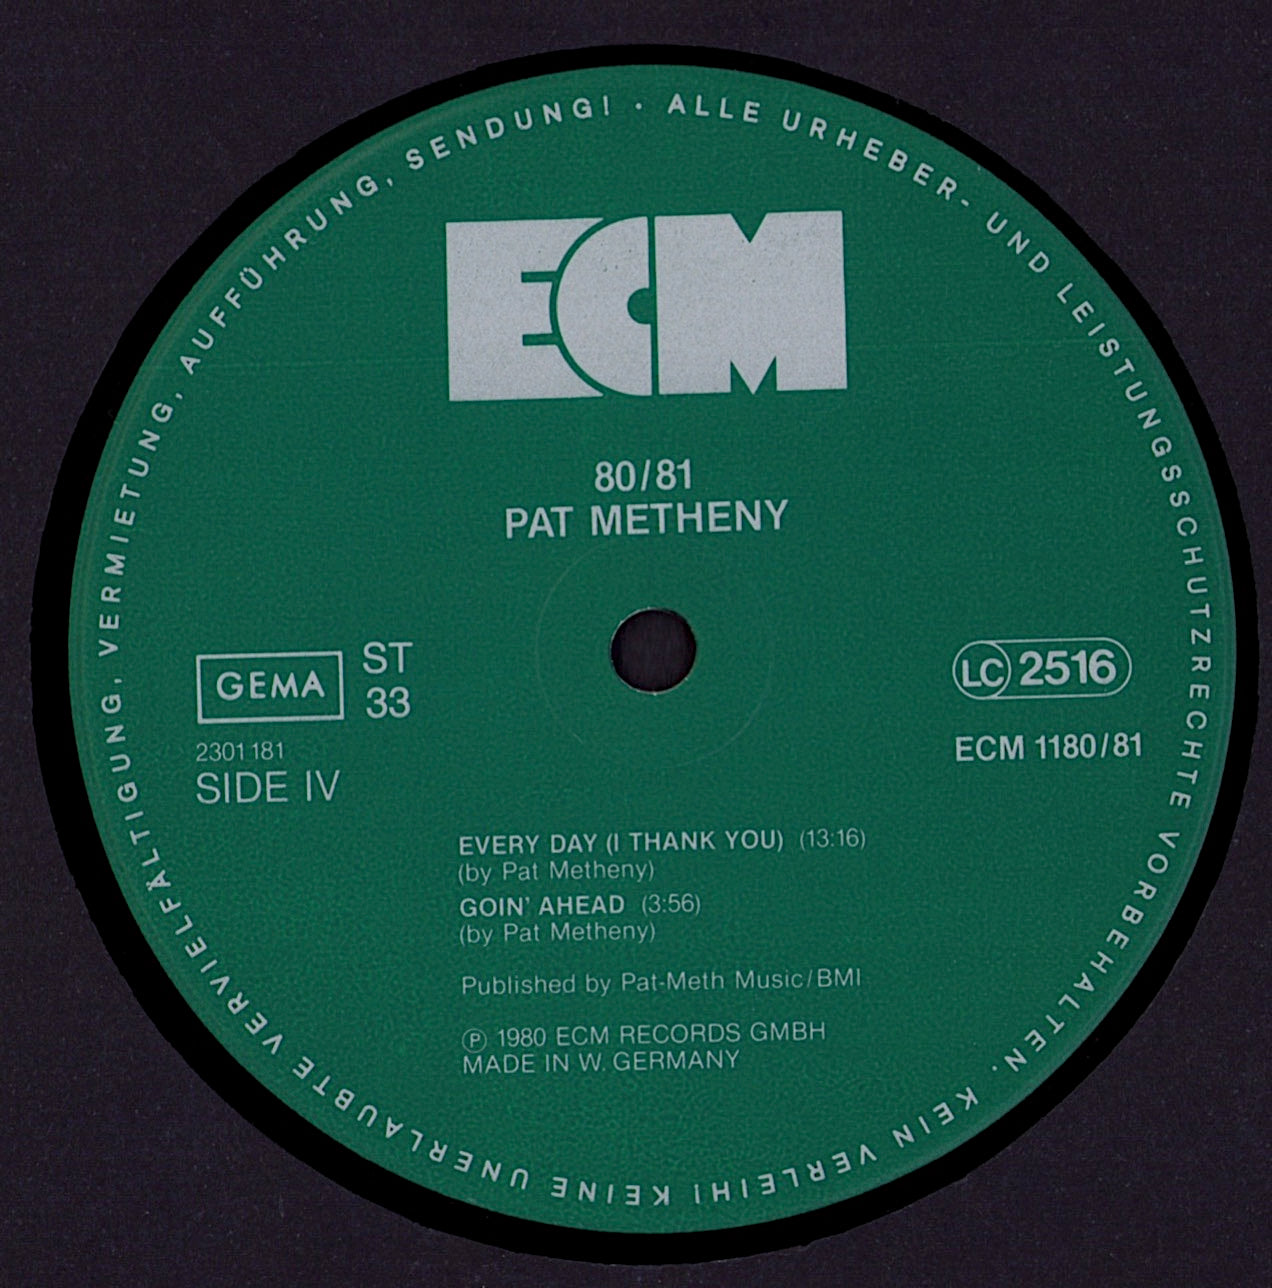 ALLE URHEBER- UND LEISTUNGSSCHUTZRECHTE VORBEHALTEN. KEIN VERLEIH! KEINE UNERLAUBTE VERVIELFÄLTIGUNG, VERMIETUNG, AUFFÜHRUNG, SENDUNG! ·
ECM
80/81
PAT METHENY
GEMA
ST
33
2301 181
SIDE IV
LC 2516
ECM 1180/81
EVERY DAY (I THANK YOU) (13:16)
(by Pat Metheny)
GOIN' AHEAD (3:56)
(by Pat Metheny)
Published by Pat-Meth Music/BMI
℗ 1980 ECM RECORDS GMBH
MADE IN W. GERMANY